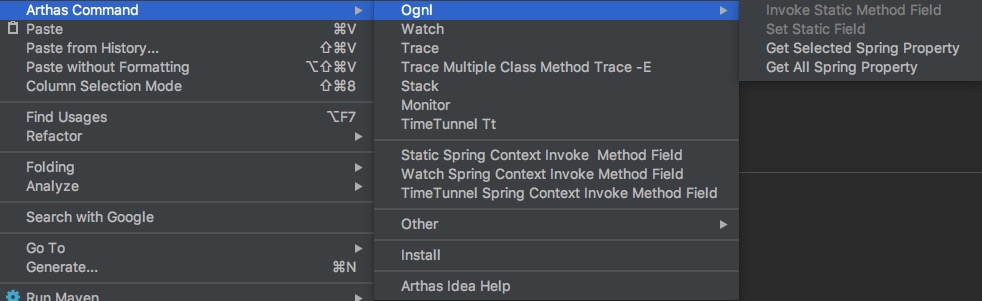 Arthas Command
Paste ⌘V
Paste from History... ⇧⌘V
Paste without Formatting ⌥⇧⌘V
Column Selection Mode ⇧⌘8
Find Usages ⌥F7
Refactor
Folding
Analyze
Search with Google
Go To
Generate... ⌘N
Run Maven
Ognl
Watch
Trace
Trace Multiple Class Method Trace -E
Stack
Monitor
TimeTunnel Tt
Static Spring Context Invoke  Method Field
Watch Spring Context Invoke Method Field
TimeTunnel Spring Context Invoke Method Field
Other
Install
Arthas Idea Help
Invoke Static Method Field
Set Static Field
Get Selected Spring Property
Get All Spring Property